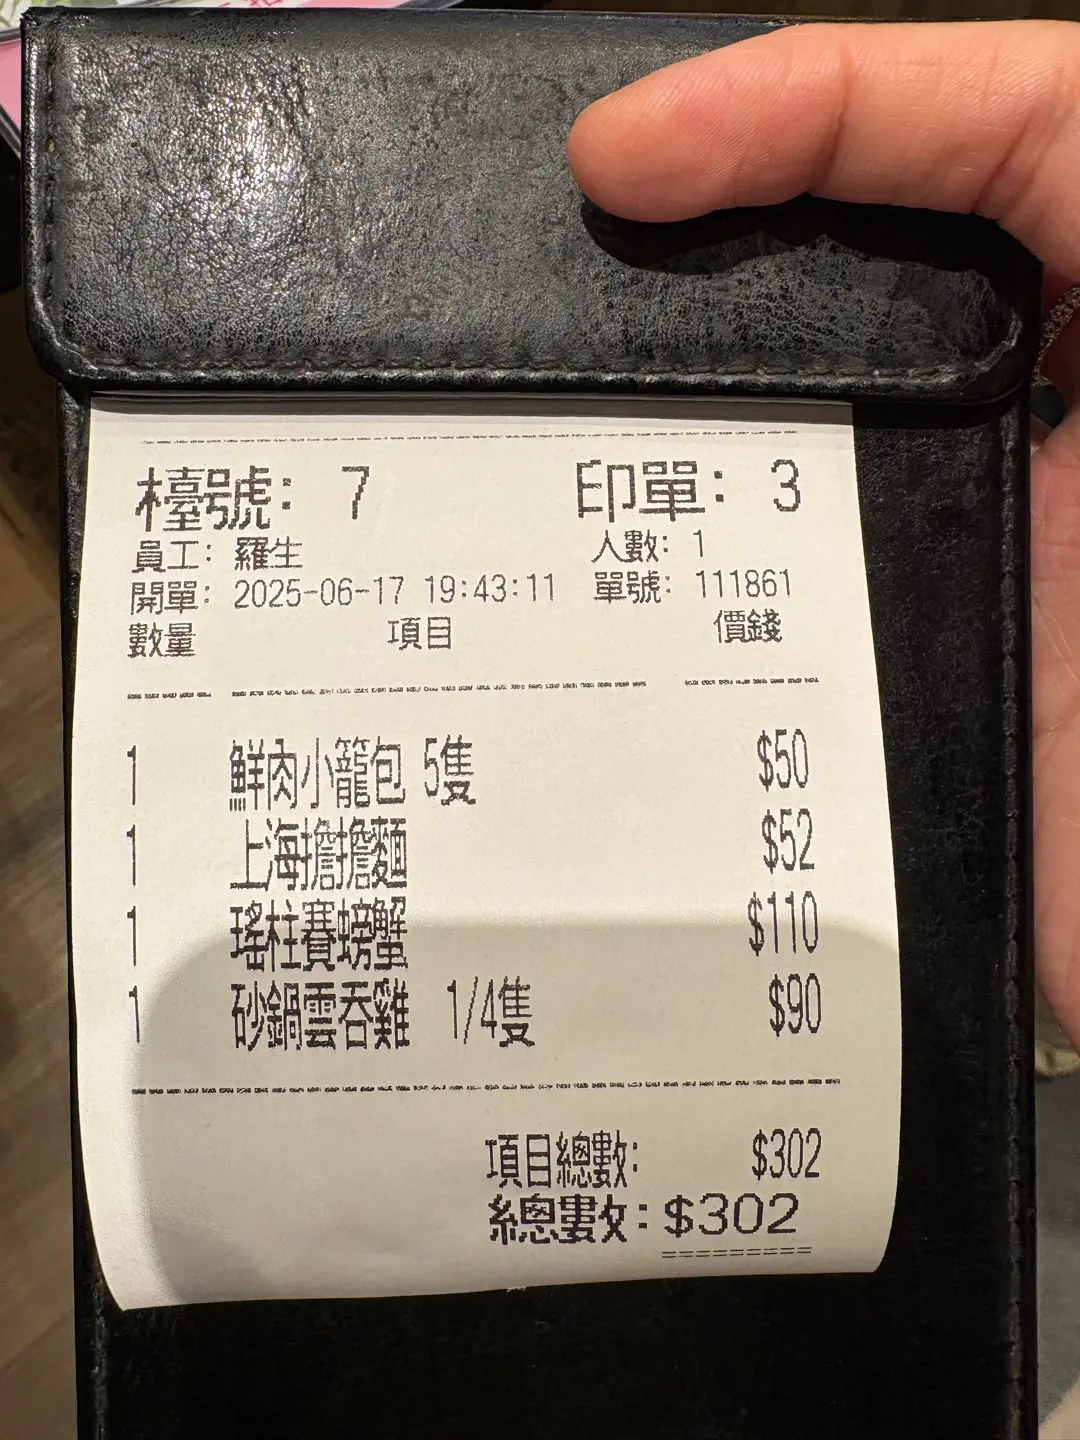 檯號: 7 印單: 3
員工: 羅生 人數: 1
開單: 2025-06-17 19:43:11 單號: 111861
數量 項目 價錢
1 鮮肉小籠包 5隻 $50
1 上海擔擔麵 $52
1 瑤柱賽螃蟹 $110
1 砂鍋雲吞雞 1/4隻 $90
項目總數: $302
總數: $302